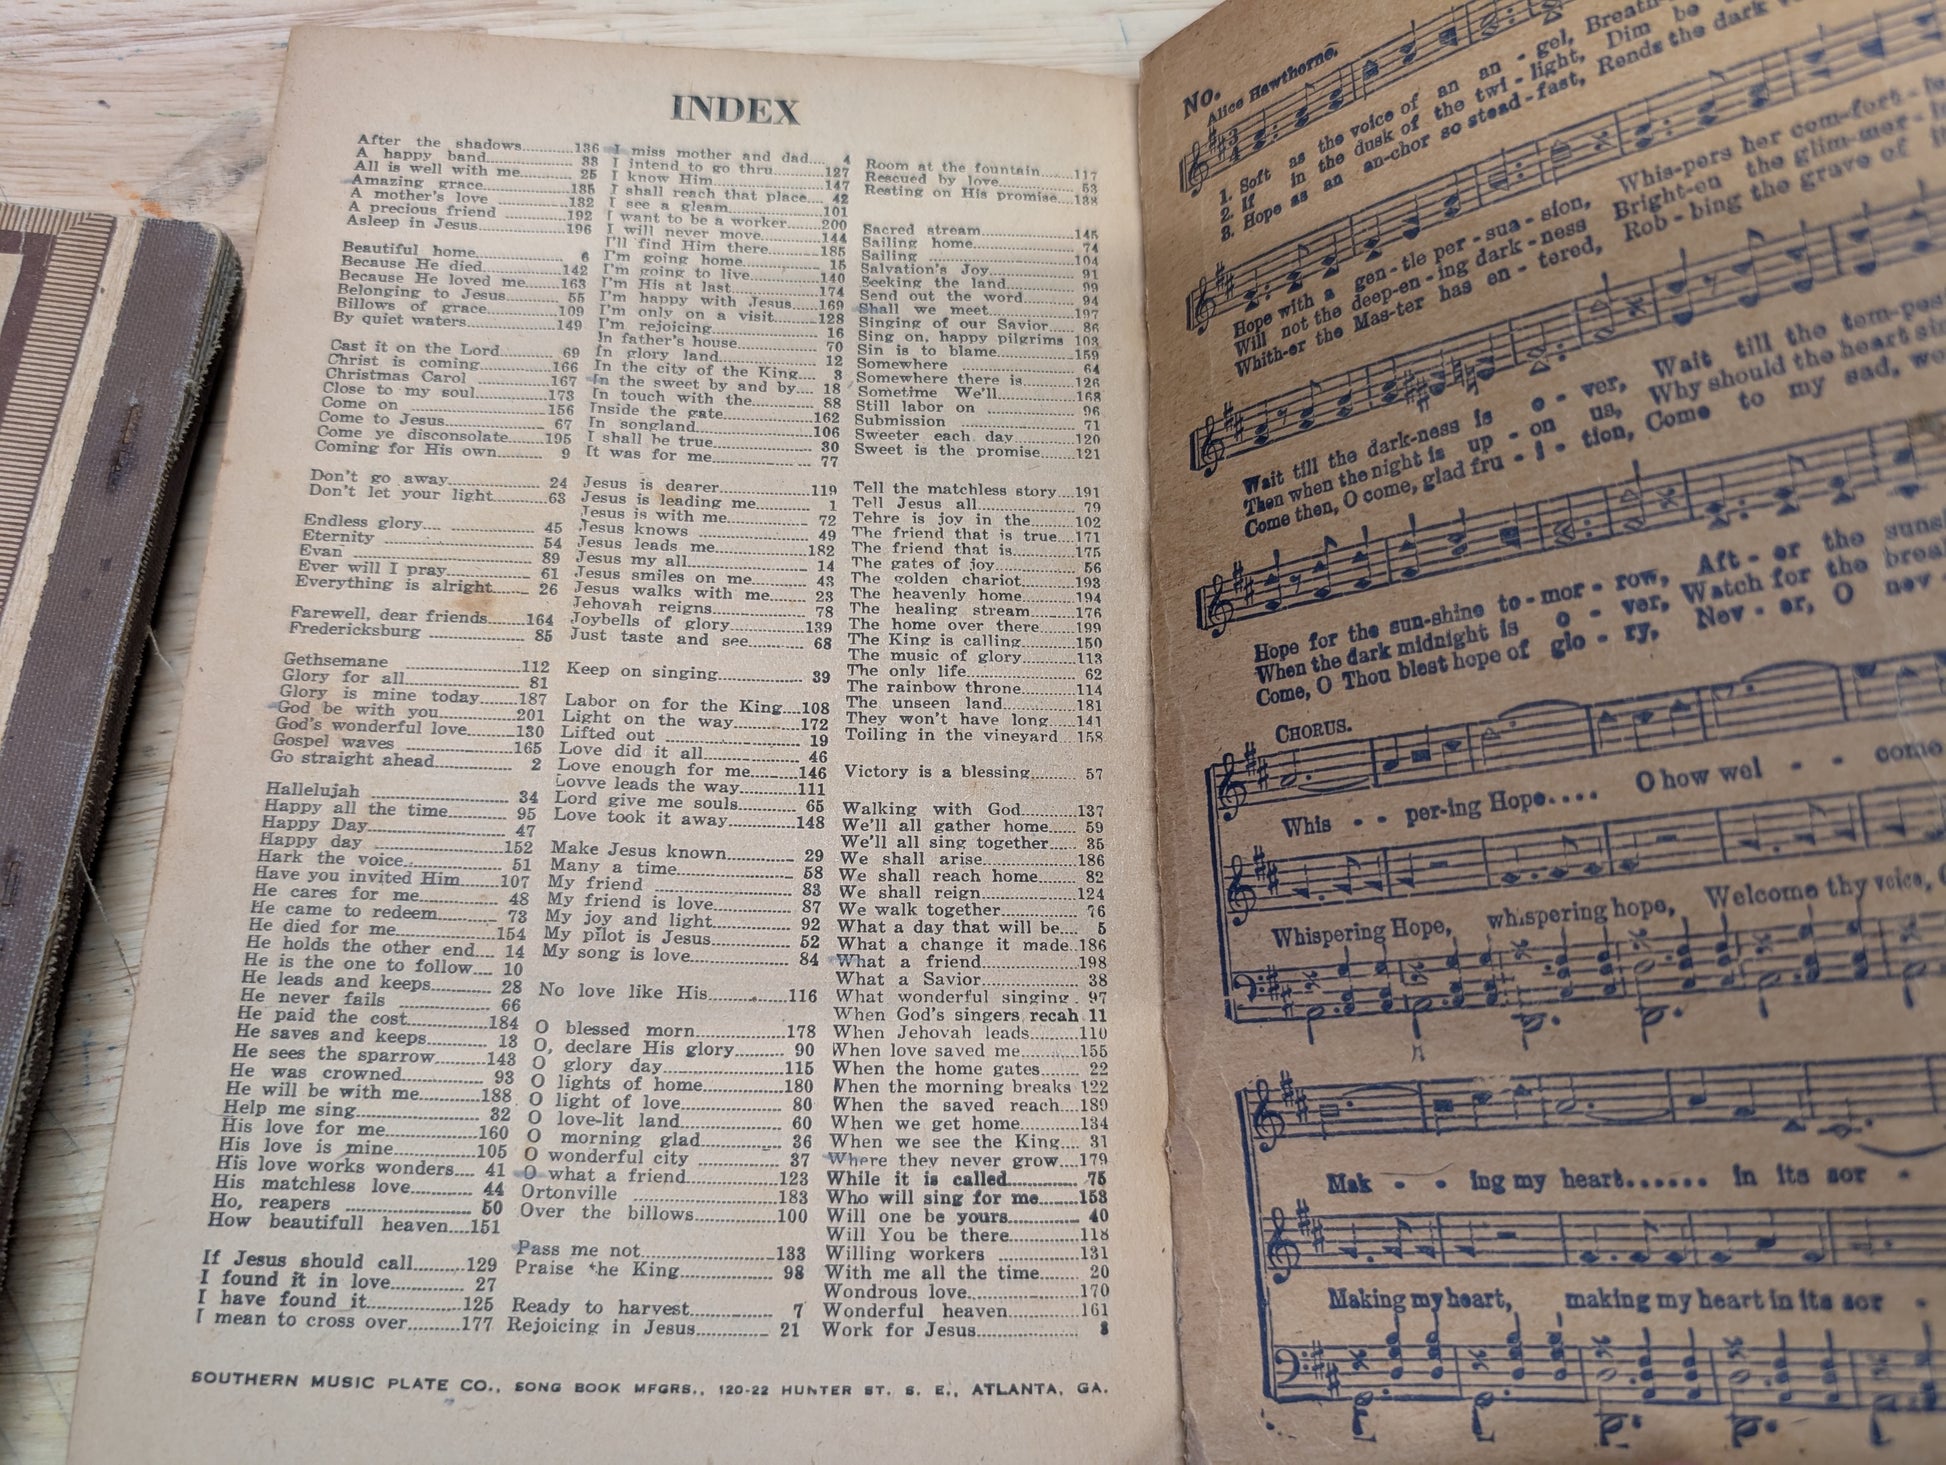 INDEX
After the shadows..........136
A happy band.......... 33
All is well with me.......... 25
Amazing grace..........135
A mother's love ..........132
A precious friend ..........192
Asleep in Jesus..........196
Beautiful home.......... 6
Because He died..........142
Because He loved me..........163
Belonging to Jesus.......... 55
Billows of grace..........109
By quiet waters..........149
Cast it on the Lord.......... 69
Christ is coming..........166
Christmas Carol ..........167
Close to my soul..........173
Come on ..........156
Come to Jesus.......... 67
Come ye disconsolate..........195
Coming for His own.......... 9
Don't go away.......... 24
Don't let your light.......... 63
Endless glory.... .......... 45
Eternity .......... 54
Evan .......... 89
Ever will I pray.......... 61
Everything is alright.......... 26
Farewell, dear friends..........164
Fredericksburg .......... 85
Gethsemane ..........112
Glory for all.......... 81
Glory is mine today..........187
God be with you..........201
God's wonderful love..........130
Gospel waves ..........165
Go straight ahead.......... 2
Hallelujah .......... 34
Happy all the time.......... 95
Happy Day.......... 47
Happy day ..........152
Hark the voice.......... 51
Have you invited Him..........107
He cares for me.......... 48
He came to redeem.......... 73
He died for me..........154
He holds the other end.... 14
He is the one to follow.... 10
He leads and keeps.......... 28
He never fails .......... 66
He paid the cost..........184
He saves and keeps.......... 13
He sees the sparrow..........143
He was crowned.......... 93
He will be with me..........188
Help me sing.......... 32
His love for me..........160
His love is mine..........105
His love works wonders.... 41
His matchless love.......... 44
Ho, reapers .......... 50
How beautifull heaven....151
If Jesus should call..........129
I found it in love.......... 27
I have found it..........125
I mean to cross over..........177
I miss mother and dad.... 4
I intend to go thru..........127
I know Him..........147
I shall reach that place.... 42
I see a gleam..........101
I want to be a worker.......200
I will never move..........144
I'll find Him there..........185
I'm going home.......... 15
I'm going to live..........140
I'm His at last..........174
I'm happy with Jesus.......169
I'm only on a visit..........128
I'm rejoicing.......... 16
In father's house.......... 70
In glory land.......... 12
In the city of the King.... 3
In the sweet by and by.... 18
In touch with the.......... 88
Inside the gate..........162
In songland ..........106
I shall be true.......... 30
It was for me.......... 77
Jesus is dearer..........119
Jesus is leading me.......... 1
Jesus is with me.......... 72
Jesus knows .......... 49
Jesus leads me..........182
Jesus my all.......... 14
Jesus smiles on me.......... 43
Jesus walks with me.......... 23
Jehovah reigns.......... 78
Joybells of glory..........139
Just taste and see.......... 68
Keep on singing.......... 39
Labor on for the King....108
Light on the way..........172
Lifted out .......... 19
Love did it all.......... 46
Love enough for me..........146
Lovve leads the way..........111
Lord give me souls.......... 65
Love took it away..........148
Make Jesus known.......... 29
Many a time.......... 58
My friend .......... 83
My friend is love.......... 87
My joy and light.......... 92
My pilot is Jesus.......... 52
My song is love.......... 84
No love like His..........116
O blessed morn..........178
O, declare His glory.......... 90
O glory day..........115
O lights of home..........180
O light of love.......... 80
O love-lit land.......... 60
O morning glad.......... 36
O wonderful city .......... 37
O what a friend..........123
Ortonville ..........183
Over the billows..........100
Pass me not..........133
Praise the King.......... 98
Ready to harvest.......... 7
Rejoicing in Jesus.......... 21
Room at the fountain.......117
Rescued by love.......... 53
Resting on His promise....138
Sacred stream..........145
Sailing home.......... 74
Sailing ..........104
Salvation's Joy.......... 91
Seeking the land.......... 99
Send out the word.......... 94
Shall we meet..........197
Singing of our Savior...... 86
Sing on, happy pilgrims 103
Sin is to blame..........159
Somewhere .......... 64
Somewhere there is..........126
Sometime We'll..........168
Still labor on .......... 96
Submission .......... 71
Sweeter each day..........120
Sweet is the promise.......121
Tell the matchless story....191
Tell Jesus all.......... 79
Tehre is joy in the..........102
The friend that is true....171
The friend that is..........175
The gates of joy.......... 56
The golden chariot..........193
The heavenly home..........194
The healing stream..........176
The home over there..........199
The King is calling..........150
The music of glory..........113
The only life.......... 62
The rainbow throne..........114
The unseen land..........181
They won't have long.......141
Toiling in the vineyard....158
Victory is a blessing.......... 57
Walking with God..........137
We'll all gather home...... 59
We'll all sing together..... 35
We shall arise..........186
We shall reach home....... 82
We shall reign..........124
We walk together.......... 76
What a day that will be.... 5
What a change it made..186
What a friend..........198
What a Savior.......... 38
What wonderful singing . 97
When God's singers recah 11
When Jehovah leads..........110
When love saved me..........155
When the home gates...... 22
When the morning breaks 122
When the saved reach....189
When we get home..........134
When we see the King.... 31
Where they never grow....179
While it is called.......... 75
Who will sing for me.......153
Will one be yours.......... 40
Will You be there..........118
Willing workers ..........131
With me all the time...... 20
Wondrous love..........170
Wonderful heaven..........161
Work for Jesus.......... 8
SOUTHERN MUSIC PLATE CO., SONG BOOK MFGRS., 120-22 HUNTER ST. S. E., ATLANTA, GA.
No.
Alice Hawthorne.
1. Soft as the voice of an an - gel, Breath
2. If in the dusk of the twi - light, Dim be
3. Hope as an an-chor so stead-fast, Rends the dark
Hope with a gen-tle per-sua-sion, Whis-pers her com-fort
Will not the deep-en-ing dark-ness Bright-en the glim-mer
Whith-er the Mas-ter has en - tered, Rob - bing the grave of
Wait till the dark-ness is o - ver, Wait till the tem-pes
Then when the night is up - on us, Why should the heart
Come then, O come, glad fru - i - tion, Come to my sad,
Hope for the sun-shine to-mor - row, Aft - er the
When the dark midnight is o - ver, Watch for the
Come, O Thou blest hope of glo - ry, Nev - er, O
CHORUS.
Whis - - per-ing Hope.... O how wel - - come
Whispering Hope, whispering hope, Welcome thy voice,
Mak - - ing my heart...... in its sor -
Making my heart, making my heart in its sor -